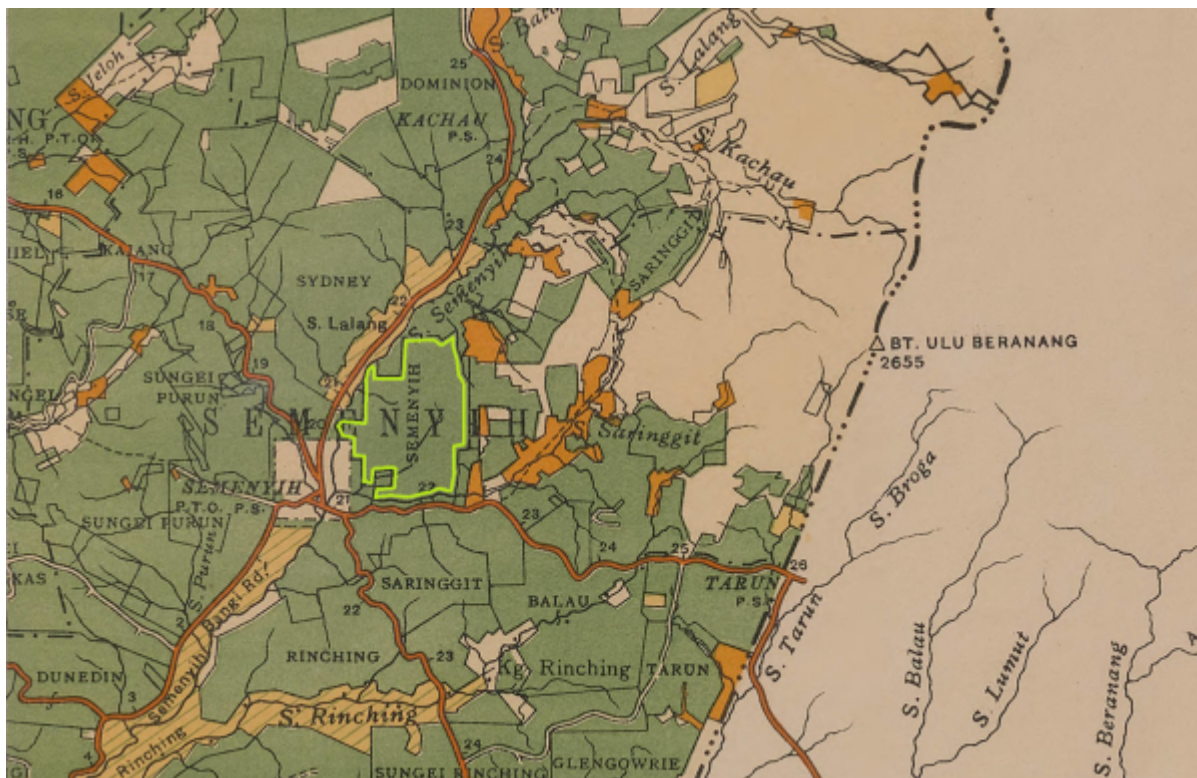 S. Jeloh
P.T.O.
P.S.
16
KAJANG
17
18
19
20
SUNGEI
PURUN
25
DOMINION
KACHAU
P.S.
24
23
SYDNEY
22
S. Lalang
21
S. Semenyih
SEMENYIH
SEMENYIH
S. Lalang
S. Kachau
SARINGGIT
BT. ULU BERANANG
2655
S. Saringgit
SEMENYIH
P.T.O. P.S.
21
22
23
24
25
26
SUNGEI PURUN
S. Purun
KAS
2
Semenyih Bangi Rd.
SARINGGIT
22
BALAU
TARUN
P.S.
S. Broga
S. Tarun
DUNEDIN
3
RINCHING
23
Kg. Rinching
TARUN
S. Balau
S. Lumut
S. Beranang
S. Rinching
Rinching
4
24
SUNGEI RINCHING
GLENGOWRIE